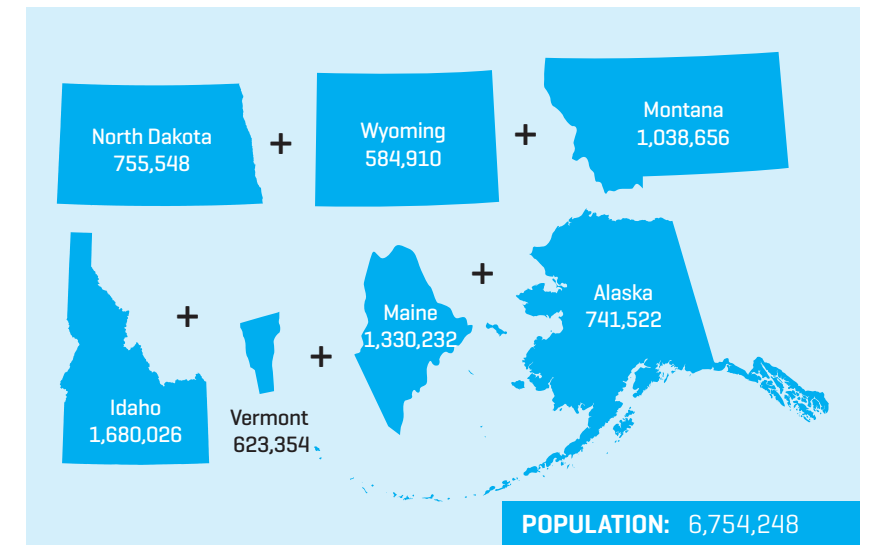 North Dakota
755,548
+
Wyoming
584,910
+
Montana
1,038,656
Idaho
1,680,026
+
Vermont
623,354
+
Maine
1,330,232
+
Alaska
741,522
POPULATION: 6,754,248